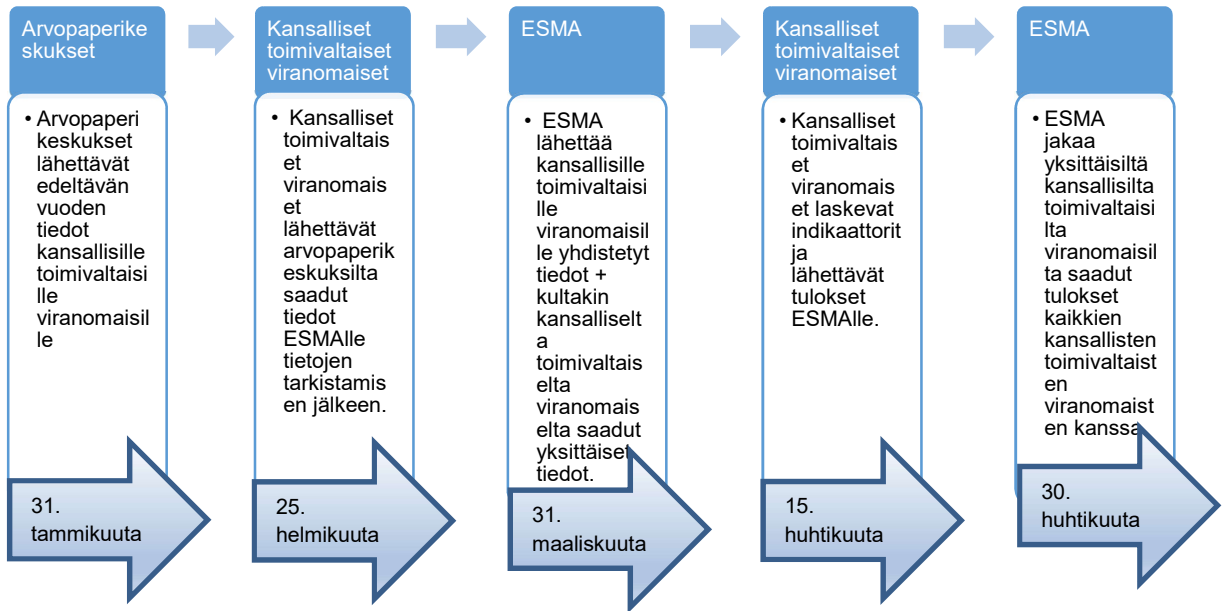 Arvopaperike
skukset
• Arvopaperi
keskukset
lähettävät
edeltävän
vuoden
tiedot
kansallisille
toimivaltaisi
lle
viranomaisil
le
31.
tammikuuta
Kansalliset
toimivaltaiset
viranomaiset
• Kansalliset
toimivaltais
et
viranomais
et
lähettävät
arvopaperik
eskuksilta
saadut
tiedot
ESMAlle
tietojen
tarkistamis
en jälkeen.
25.
helmikuuta
ESMA
• ESMA
lähettää
kansallisille
toimivaltaisi
lle
viranomaisil
le yhdistetyt
tiedot +
kultakin
kansalliselt
a
toimivaltais
elta
viranomais
elta saadut
yksittäiset
tiedot.
31.
maaliskuuta
Kansalliset
toimivaltaiset
viranomaiset
• Kansalliset
toimivaltais
et
viranomais
et laskevat
indikaattorit
ja
lähettävät
tulokset
ESMAlle.
15.
huhtikuuta
ESMA
• ESMA
jakaa
yksittäisiltä
kansallisilta
toimivaltaisi
lta
viranomaisil
ta saadut
tulokset
kaikkien
kansallisten
toimivaltaist
en
viranomaist
en kanssa
30.
huhtikuuta